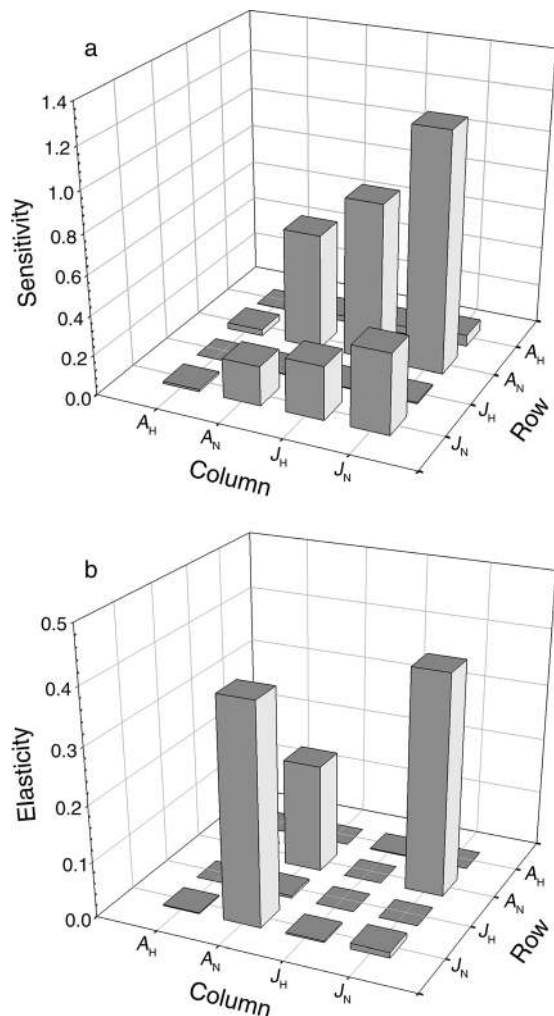 a
1.4
1.2
1.0
0.8
0.6
0.4
0.2
0.0
Sensitivity
A_H
A_N
J_H
J_N
Column
A_H
A_N
J_H
J_N
Row
b
0.5
0.4
0.3
0.2
0.1
0.0
Elasticity
A_H
A_N
J_H
J_N
Column
A_H
A_N
J_H
J_N
Row